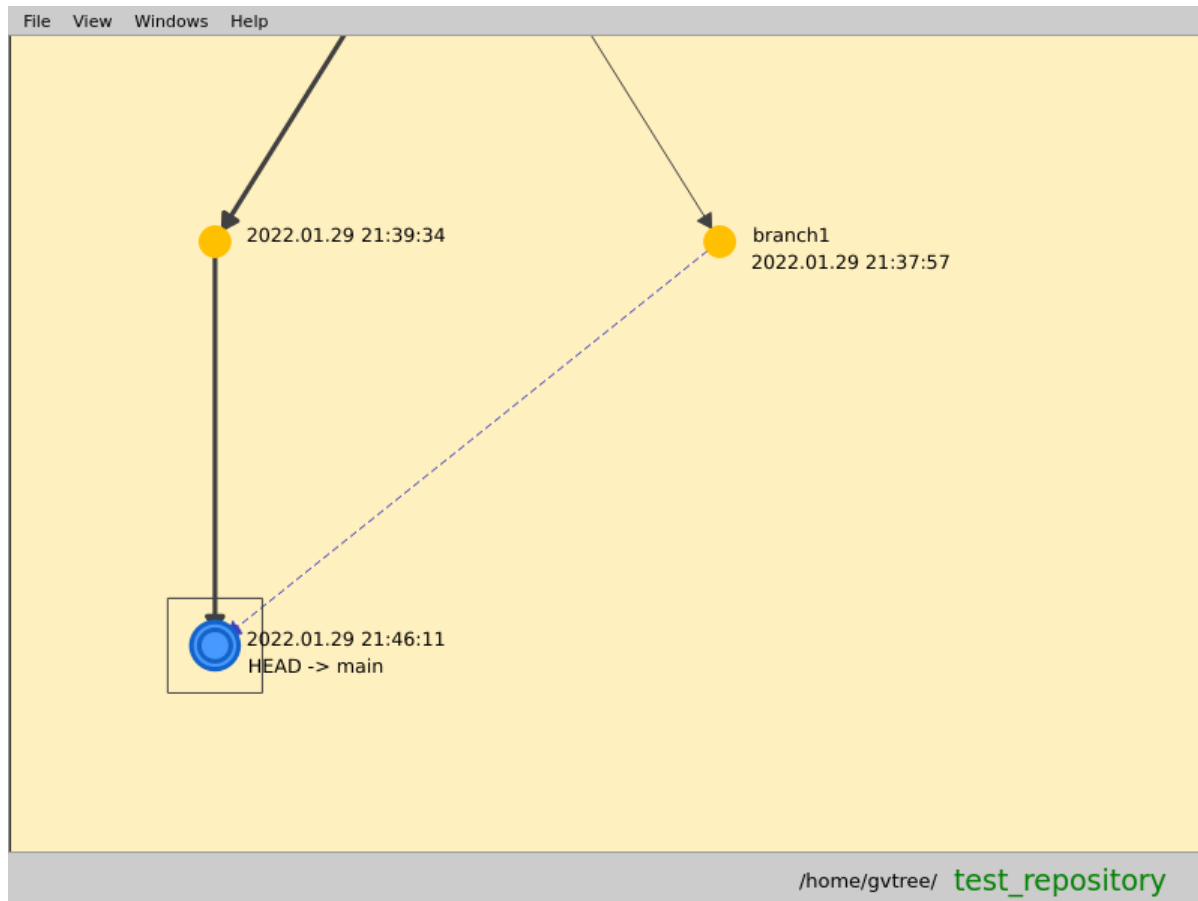 File View Windows Help
2022.01.29 21:39:34
branch1
2022.01.29 21:37:57
2022.01.29 21:46:11
HEAD -> main
/home/gvtree/ test_repository